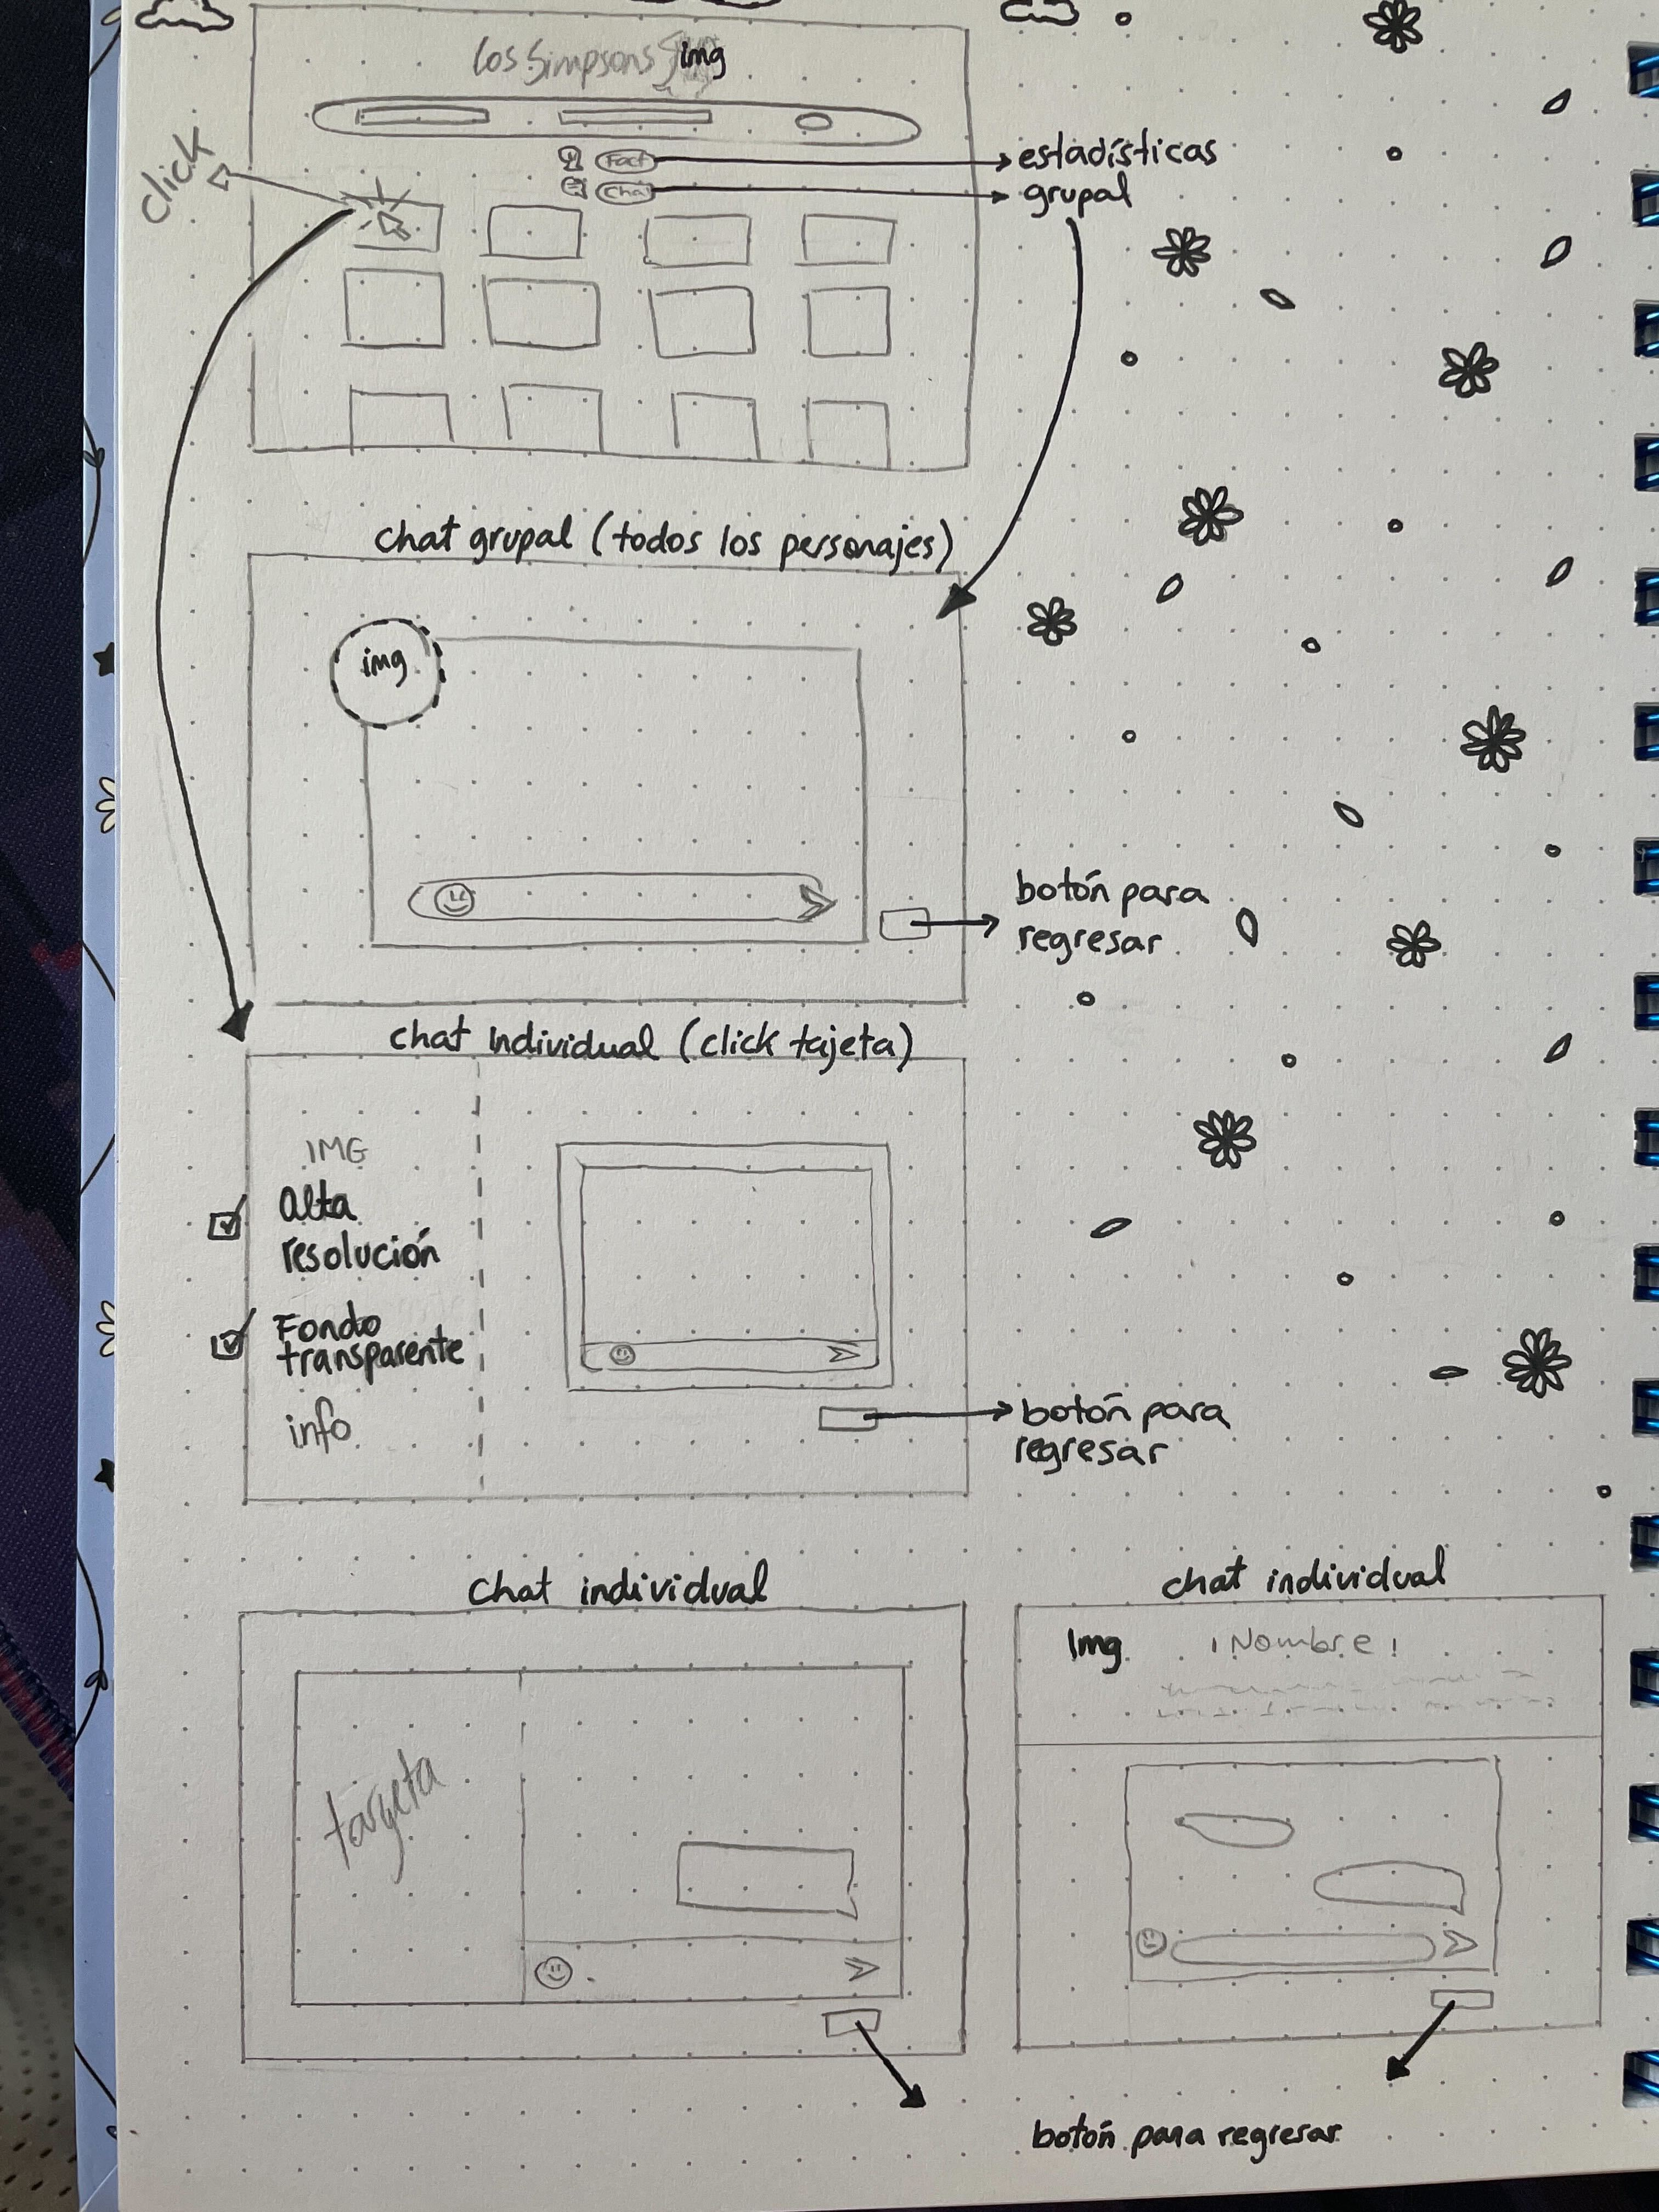 los Simpsons img
click
Fact
Chat
estadísticas
grupal
chat grupal (todos los personajes)
img
botón para
regresar
chat Individual (click tajeta)
IMG
Alta
resolución
Fondo
transparente
info
botón para
regresar
Chat individual
targeta
chat individual
Img
¡Nombre!
botón para regresar